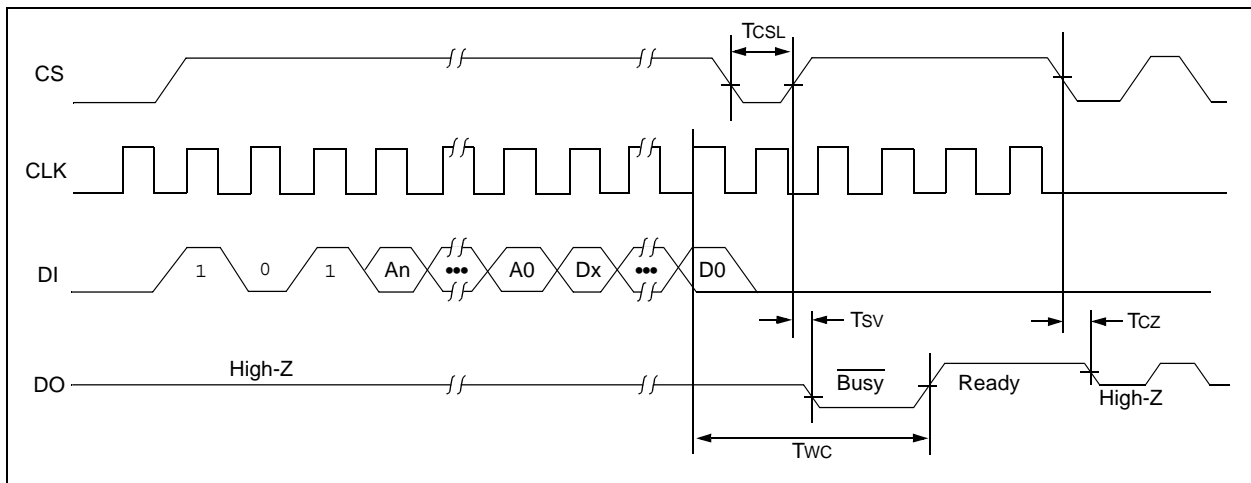 TCSL
CS
CLK
DI
1 0 1 An ••• A0 Dx ••• D0
TSV
TCZ
DO
High-Z
Busy
Ready
High-Z
TWC